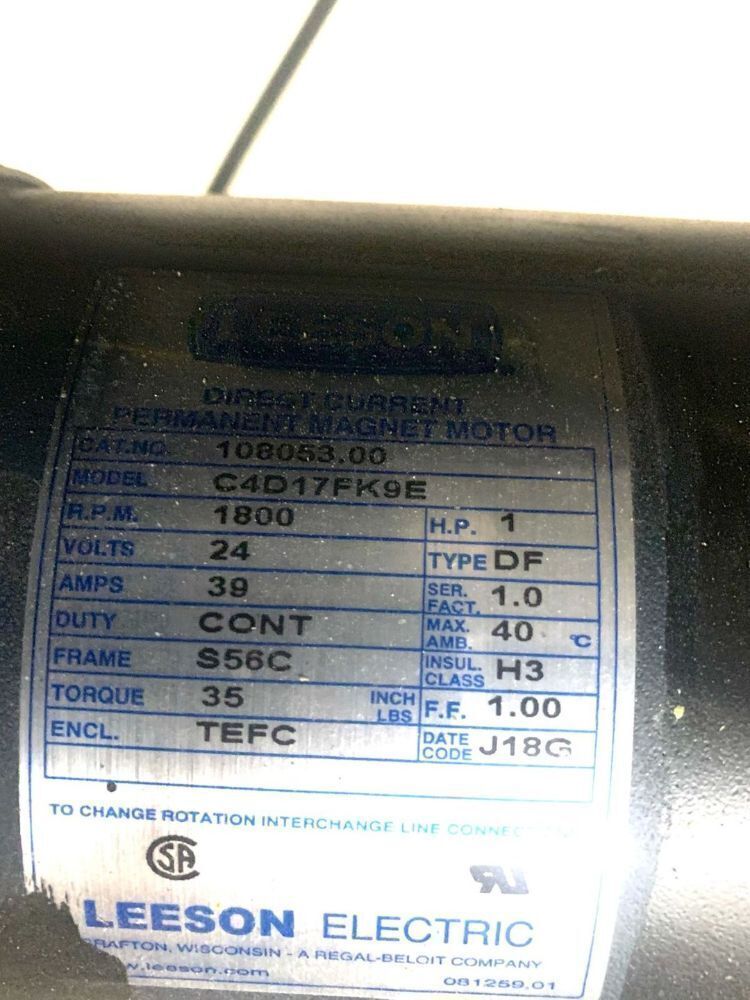 LEESON
DIRECT CURRENT
PERMANENT MAGNET MOTOR
CAT.NO. 108053.00
MODEL C4D17FK9E
R.P.M. 1800 H.P. 1
VOLTS 24 TYPE DF
AMPS 39 SER. FACT. 1.0
DUTY CONT MAX. AMB. 40 °C
FRAME S56C INSUL. CLASS H3
TORQUE 35 INCH LBS F.F. 1.00
ENCL. TEFC DATE CODE J18G
TO CHANGE ROTATION INTERCHANGE LINE
SA
LEESON ELECTRIC
RAFTON, WISCONSIN - A REGAL-BELOIT COMPANY
w.leeson.com 081259.01